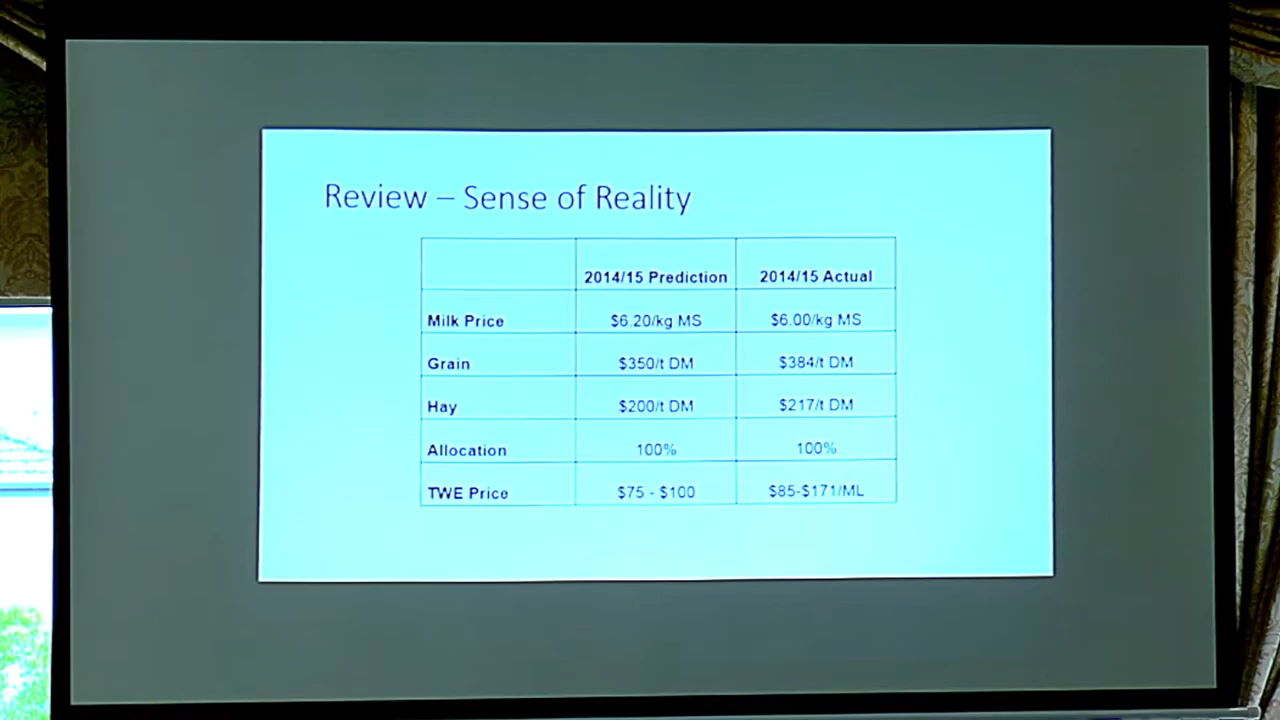 Review – Sense of Reality
2014/15 Prediction 2014/15 Actual
Milk Price $6.20/kg MS $6.00/kg MS
Grain $350/t DM $384/t DM
Hay $200/t DM $217/t DM
Allocation 100% 100%
TWE Price $75 - $100 $85-$171/ML